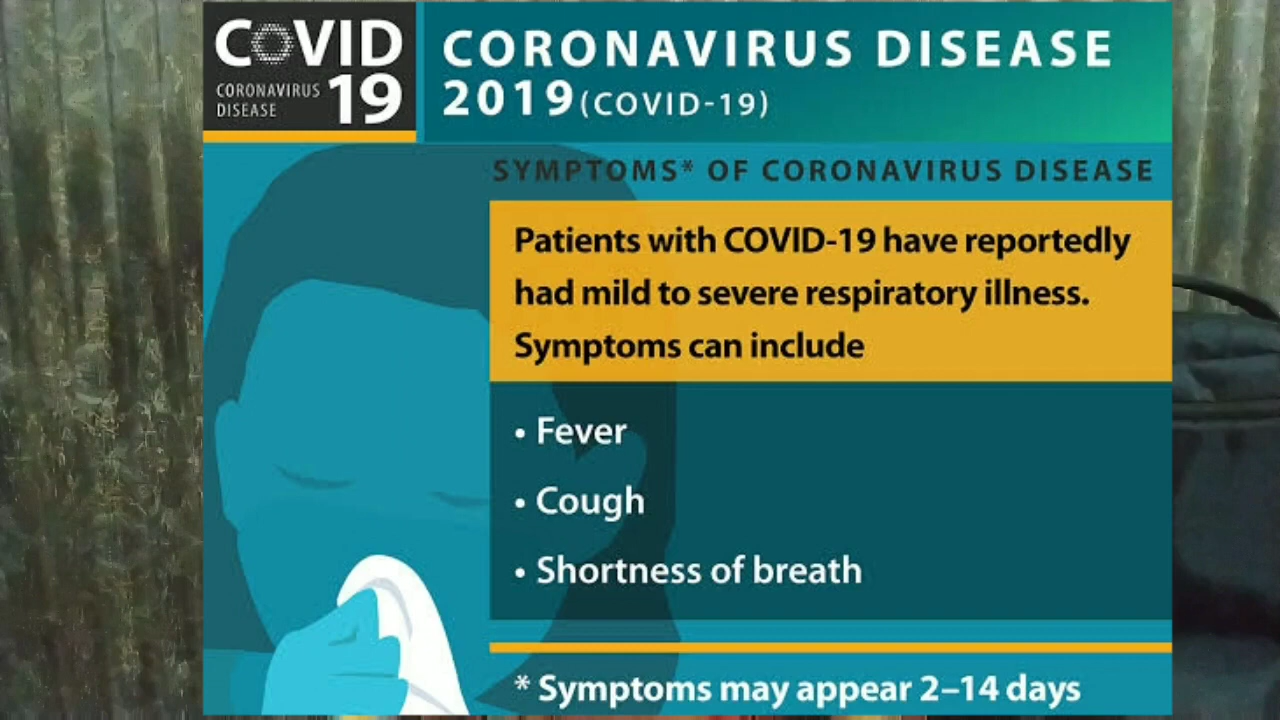 COVID
CORONAVIRUS
DISEASE
19
CORONAVIRUS DISEASE
2019 (COVID-19)
SYMPTOMS* OF CORONAVIRUS DISEASE
Patients with COVID-19 have reportedly
had mild to severe respiratory illness.
Symptoms can include
• Fever
• Cough
• Shortness of breath
* Symptoms may appear 2–14 days